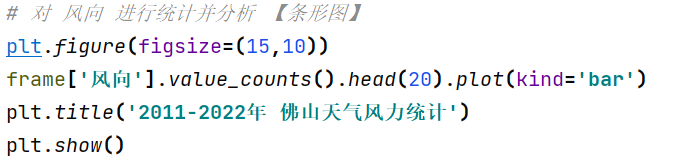 # 对 风向 进行统计并分析 【条形图】
plt.figure(figsize=(15,10))
frame['风向'].value_counts().head(20).plot(kind='bar')
plt.title('2011-2022年 佛山天气风力统计')
plt.show()